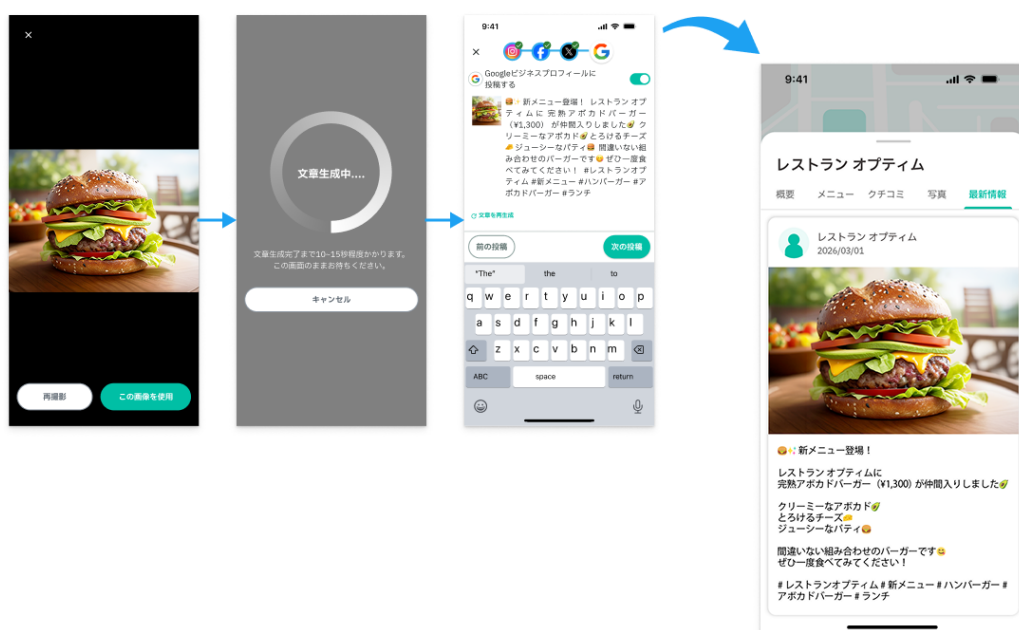 再撮影
この画像を使用
文章生成中....
文章生成完了まで10~15秒程度かかります。
この画面のままお待ちください。
キャンセル
9:41
Googleビジネスプロフィールに
投稿する
🍔✨新メニュー登場! レストラン オプ
ティムに 完熟アボカドバーガー
(¥1,300) が仲間入りしました🥑 ク
リーミーなアボカド🥑とろけるチーズ
🧀ジューシーなパティ🍔 間違いない組
み合わせのバーガーです😋ぜひ一度食
べてみてください! #レストランオプ
ティム #新メニュー #ハンバーガー #ア
ボカドバーガー #ランチ
文章を再生成
前の投稿
次の投稿
"The" the to
q w e r t y u i o p
a s d f g h j k l
z x c v b n m
ABC space return
9:41
レストラン オプティム
概要 メニュー クチコミ 写真 最新情報
レストラン オプティム
2026/03/01
🍔✨新メニュー登場!
レストラン オプティムに
完熟アボカドバーガー (¥1,300) が仲間入りしました🥑
クリーミーなアボカド🥑
とろけるチーズ🧀
ジューシーなパティ🍔
間違いない組み合わせのバーガーです😋
ぜひ一度食べてみてください!
#レストランオプティム #新メニュー #ハンバーガー #
アボカドバーガー #ランチ